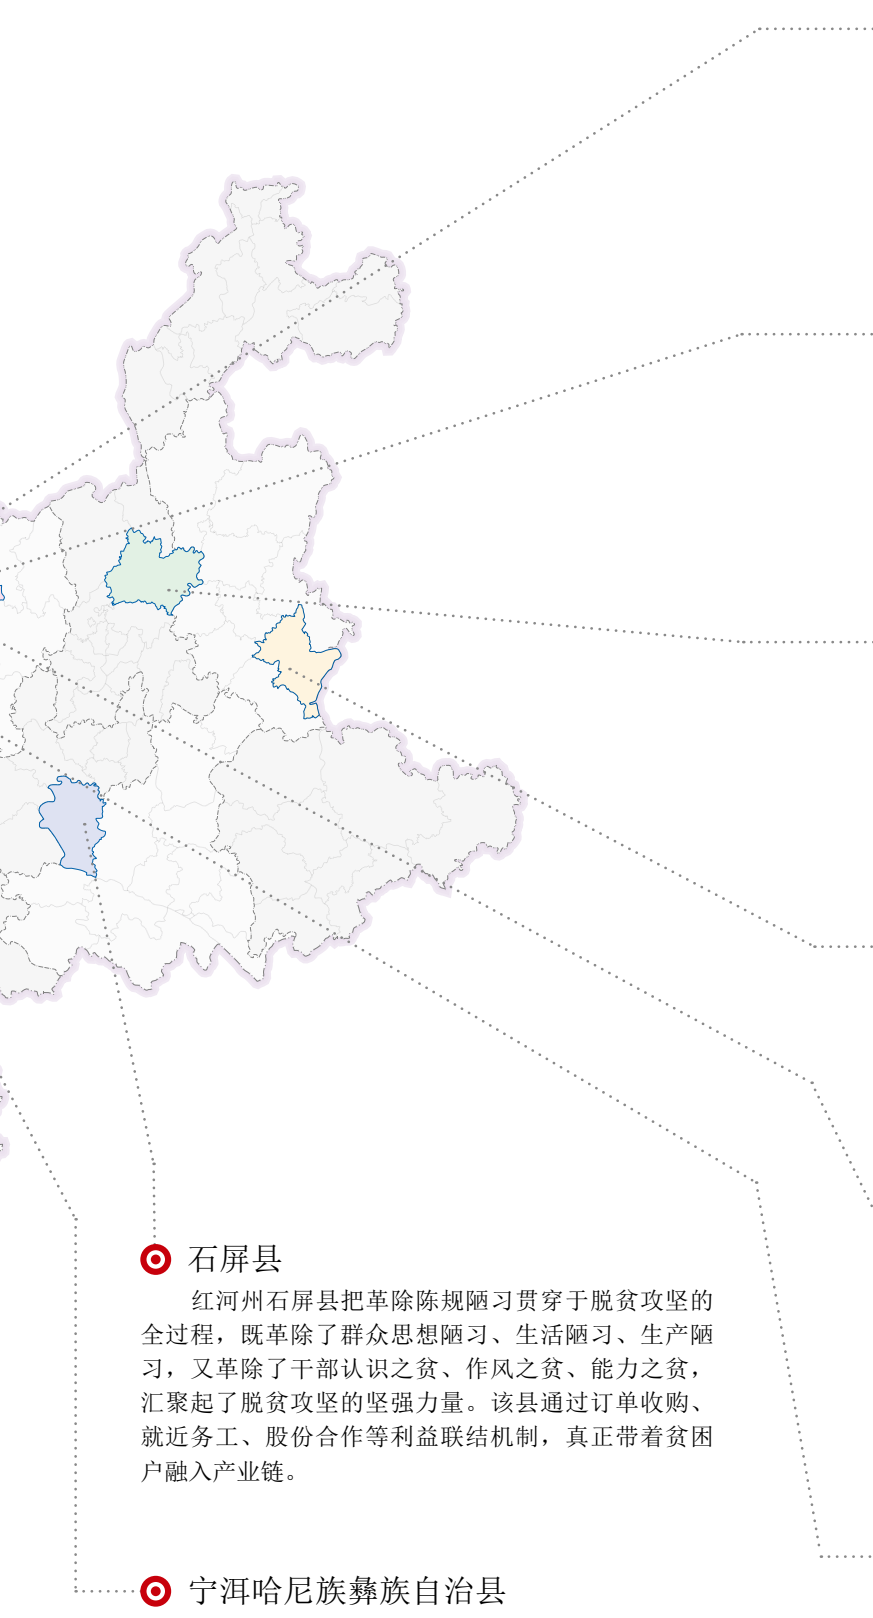 石屏县
红河州石屏县把革除陈规陋习贯穿于脱贫攻坚的
全过程，既革除了群众思想陋习、生活陋习、生产陋
习，又革除了干部认识之贫、作风之贫、能力之贫，
汇聚起了脱贫攻坚的坚强力量。该县通过订单收购、
就近务工、股份合作等利益联结机制，真正带着贫困
户融入产业链。
宁洱哈尼族彝族自治县